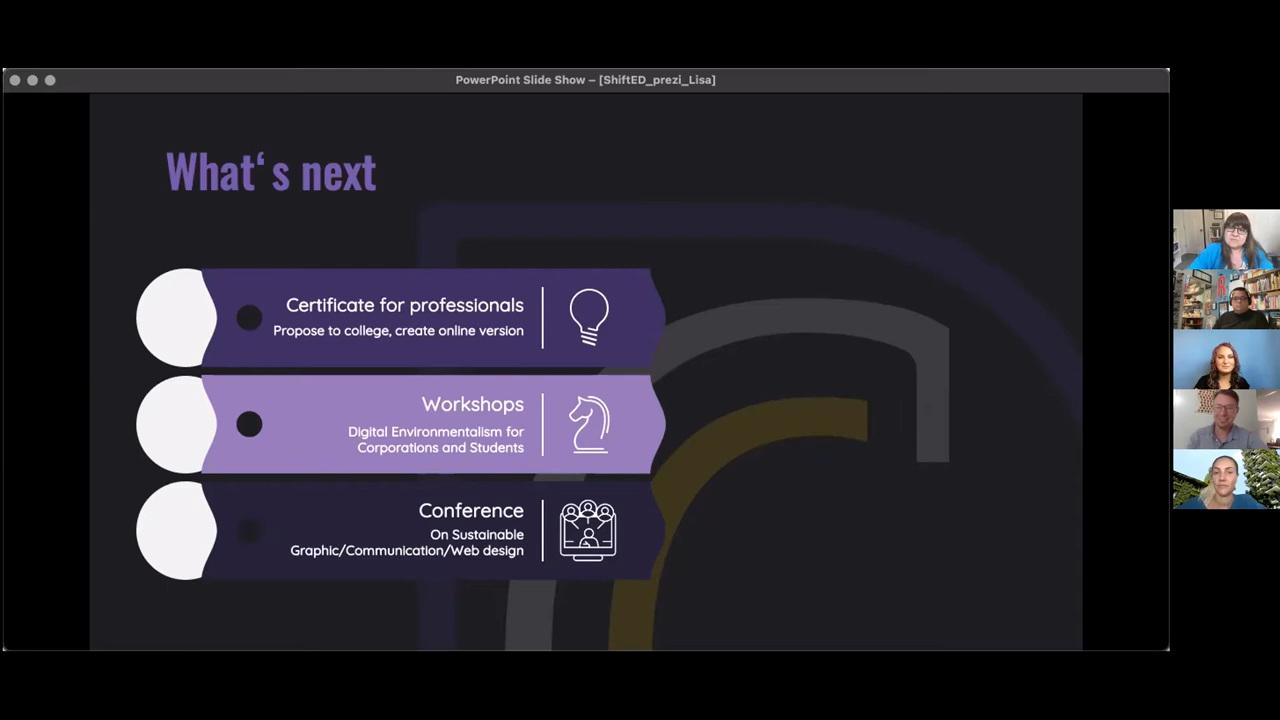 PowerPoint Slide Show – [ShiftED_prezi_Lisa]
What‘ s next
Certificate for professionals
Propose to college, create online version
Workshops
Digital Environmentalism for
Corporations and Students
Conference
On Sustainable
Graphic/Communication/Web design